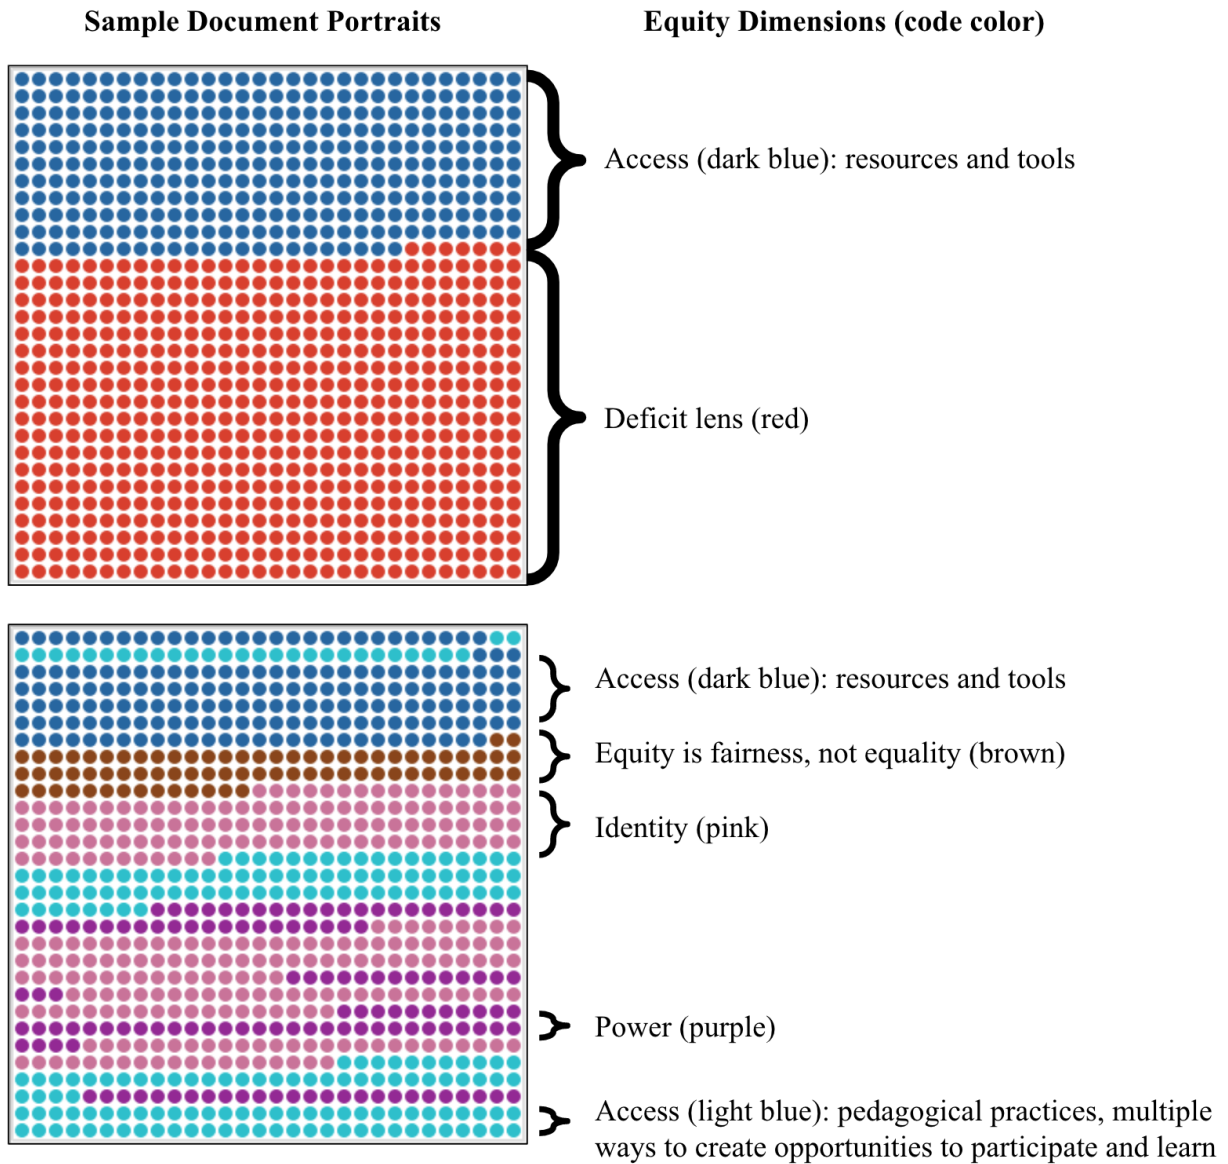 Sample Document Portraits
Equity Dimensions (code color)
Access (dark blue): resources and tools
Deficit lens (red)
Access (dark blue): resources and tools
Equity is fairness, not equality (brown)
Identity (pink)
Power (purple)
Access (light blue): pedagogical practices, multiple
ways to create opportunities to participate and learn